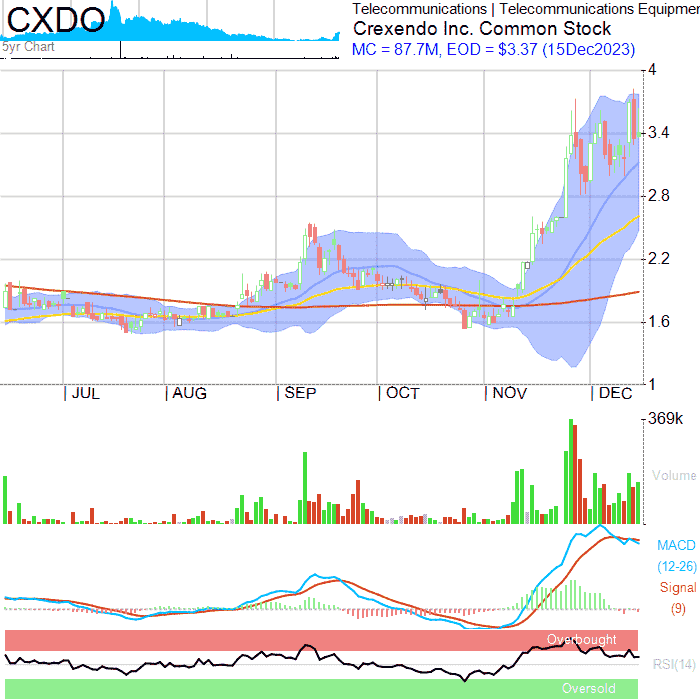 CXDO
5yr Chart
Telecommunications | Telecommunications Equipmen
Crexendo Inc. Common Stock
MC = 87.7M, EOD = $3.37 (15Dec2023)
4
3.4
2.8
2.2
1.6
1
JUL AUG SEP OCT NOV DEC
369k
Volume
MACD
(12-26)
Signal
(9)
Overbought
RSI(14)
Oversold